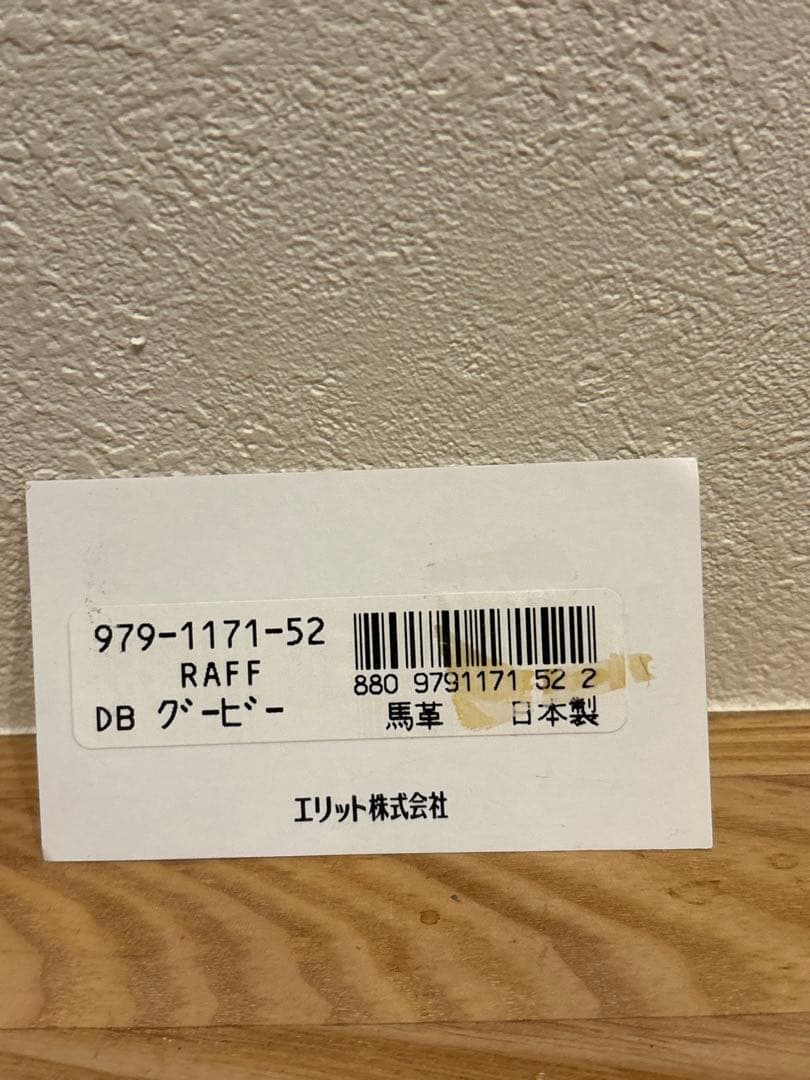 979-1171-52
RAFF
880 9791171 52 2
DB グービー 馬革 日本製
エリット株式会社